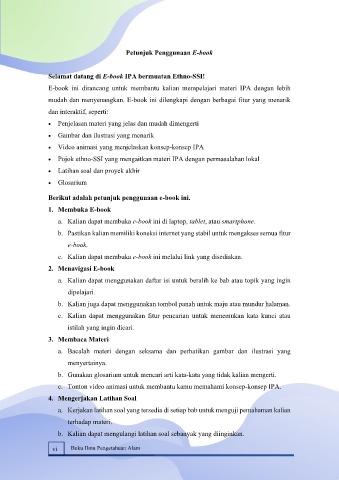 Petunjuk Penggunaan E-book
Selamat datang di E-book IPA bermuatan Ethno-SSI!
E-book ini dirancang untuk membantu kalian mempelajari materi IPA dengan lebih
mudah dan menyenangkan. E-book ini dilengkapi dengan berbagai fitur yang menarik
dan interaktif, seperti:
• Penjelasan materi yang jelas dan mudah dimengerti
• Gambar dan ilustrasi yang menarik
• Video animasi yang menjelaskan konsep-konsep IPA
• Pojok ethno-SSI yang mengaitkan materi IPA dengan permasalahan lokal
• Latihan soal dan proyek akhir
• Glosarium
Berikut adalah petunjuk penggunaan e-book ini.
1. Membuka E-book
a. Kalian dapat membuka e-book ini di laptop, tablet, atau smartphone.
b. Pastikan kalian memiliki koneksi internet yang stabil untuk mengakses semua fitur
e-book.
c. Kalian dapat membuka e-book ini melalui link yang disediakan.
2. Menavigasi E-book
a. Kalian dapat menggunakan daftar isi untuk beralih ke bab atau topik yang ingin
dipelajari.
b. Kalian juga dapat menggunakan tombol panah untuk maju atau mundur halaman.
c. Kalian dapat menggunakan fitur pencarian untuk menemukan kata kunci atau
istilah yang ingin dicari.
3. Membaca Materi
a. Bacalah materi dengan seksama dan perhatikan gambar dan ilustrasi yang
menyertainya.
b. Gunakan glosarium untuk mencari arti kata-kata yang tidak kalian mengerti.
c. Tonton video animasi untuk membantu kamu memahami konsep-konsep IPA.
4. Mengerjakan Latihan Soal
a. Kerjakan latihan soal yang tersedia di setiap bab untuk menguji pemahaman kalian
terhadap materi.
b. Kalian dapat mengulangi latihan soal sebanyak yang diinginkan.
vi Buku Ilmu Pengetahuan Alam